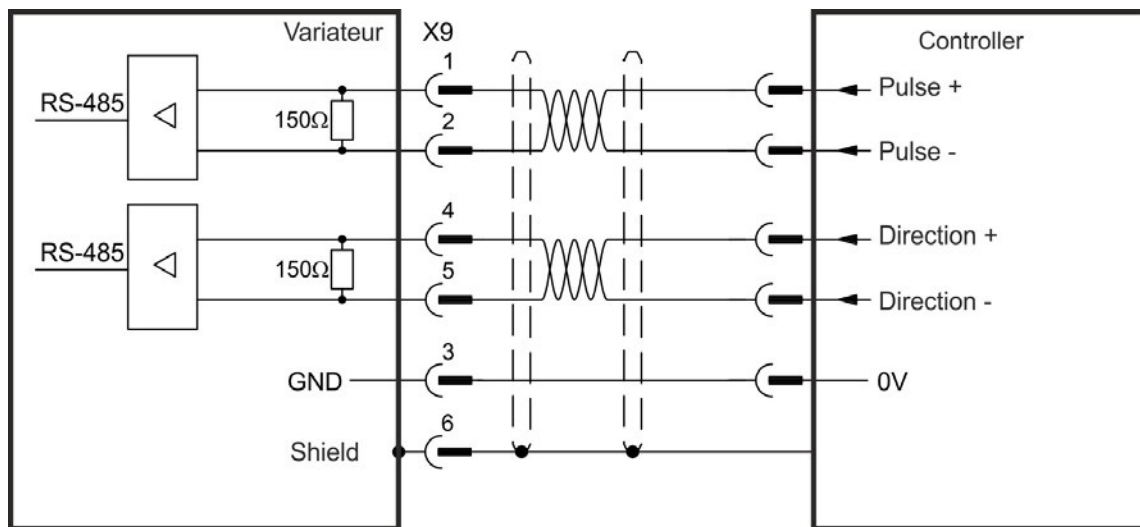 Variateur
X9
Controller
1
RS-485
150Ω
Pulse +
2
Pulse -
4
RS-485
150Ω
Direction +
5
Direction -
3
GND
0V
6
Shield